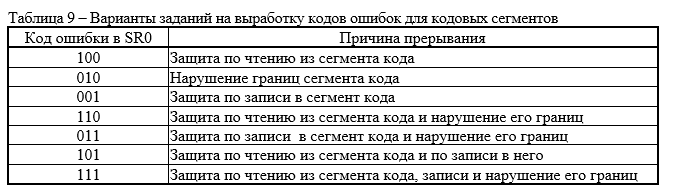 Таблица 9 – Варианты заданий на выработку кодов ошибок для кодовых сегментов
Код ошибки в SR0 Причина прерывания
100 Защита по чтению из сегмента кода
010 Нарушение границ сегмента кода
001 Защита по записи в сегмент кода
110 Защита по чтению из сегмента кода и нарушение его границ
011 Защита по записи в сегмент кода и нарушение его границ
101 Защита по чтению из сегмента кода и по записи в него
111 Защита по чтению из сегмента кода, записи и нарушение его границ